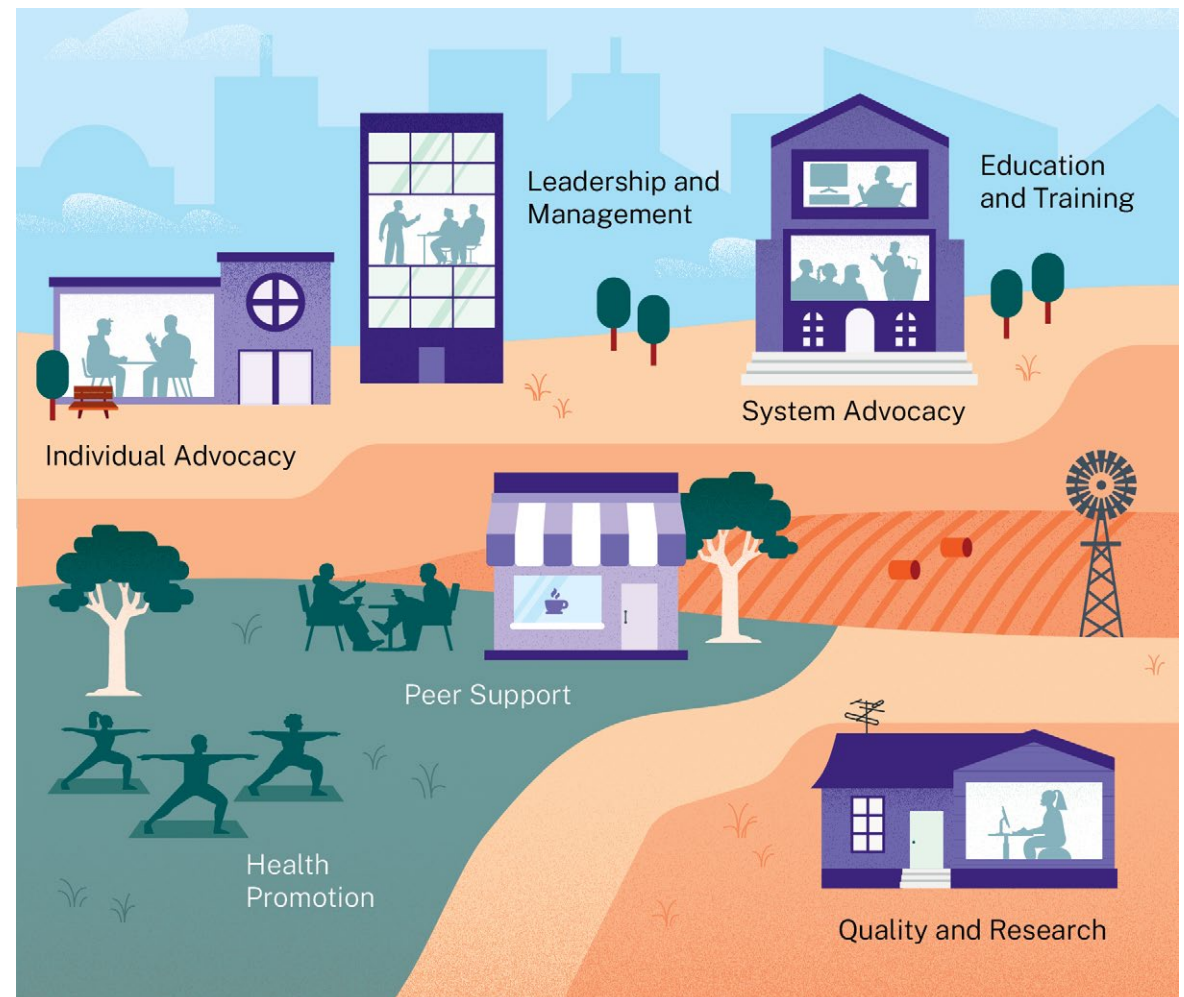 Leadership and
Management
Education
and Training
System Advocacy
Individual Advocacy
Peer Support
Health
Promotion
Quality and Research